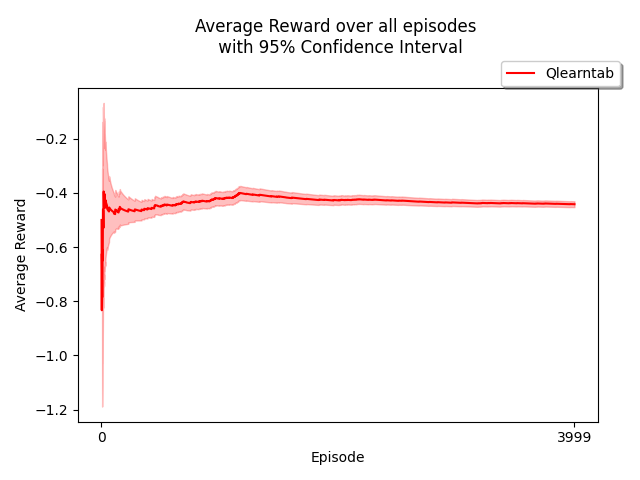 Average Reward over all episodes
with 95% Confidence Interval
Qlearntab
−0.2
−0.4
−0.6
−0.8
−1.0
−1.2
Average Reward
0
3999
Episode